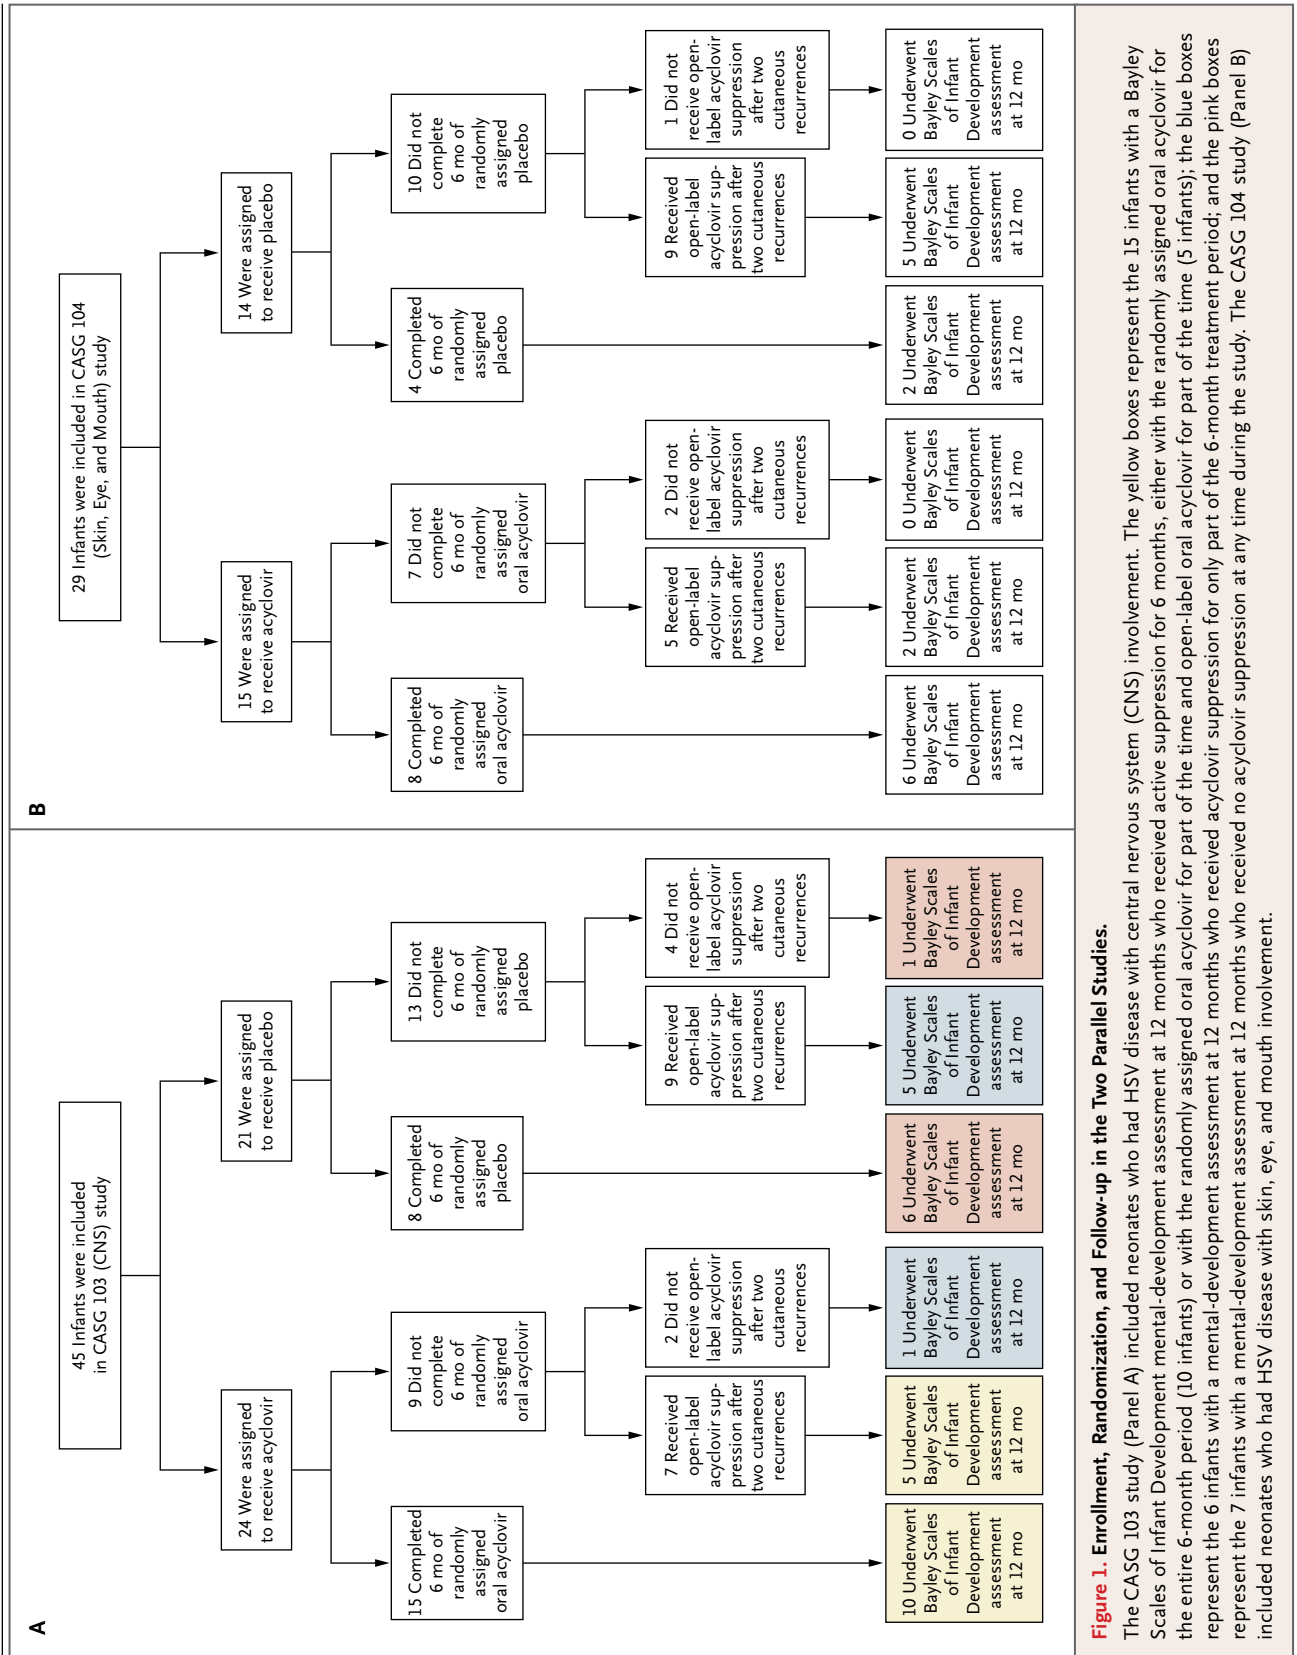 A
45 Infants were included
in CASG 103 (CNS) study
24 Were assigned
to receive acyclovir
21 Were assigned
to receive placebo
15 Completed
6 mo of
randomly
assigned
oral acyclovir
9 Did not
complete
6 mo of
randomly
assigned
oral acyclovir
8 Completed
6 mo of
randomly
assigned
placebo
13 Did not
complete
6 mo of
randomly
assigned
placebo
7 Received
open-label
acyclovir sup-
pression after
two cutaneous
recurrences
2 Did not
receive open-
label acyclovir
suppression
after two
cutaneous
recurrences
9 Received
open-label
acyclovir sup-
pression after
two cutaneous
recurrences
4 Did not
receive open-
label acyclovir
suppression
after two
cutaneous
recurrences
10 Underwent
Bayley Scales
of Infant
Development
assessment
at 12 mo
5 Underwent
Bayley Scales
of Infant
Development
assessment
at 12 mo
1 Underwent
Bayley Scales
of Infant
Development
assessment
at 12 mo
6 Underwent
Bayley Scales
of Infant
Development
assessment
at 12 mo
5 Underwent
Bayley Scales
of Infant
Development
assessment
at 12 mo
1 Underwent
Bayley Scales
of Infant
Development
assessment
at 12 mo
B
29 Infants were included in CASG 104
(Skin, Eye, and Mouth) study
15 Were assigned
to receive acyclovir
14 Were assigned
to receive placebo
8 Completed
6 mo of
randomly
assigned
oral acyclovir
7 Did not
complete
6 mo of
randomly
assigned
oral acyclovir
4 Completed
6 mo of
randomly
assigned
placebo
10 Did not
complete
6 mo of
randomly
assigned
placebo
5 Received
open-label
acyclovir sup-
pression after
two cutaneous
recurrences
2 Did not
receive open-
label acyclovir
suppression
after two
cutaneous
recurrences
9 Received
open-label
acyclovir sup-
pression after
two cutaneous
recurrences
1 Did not
receive open-
label acyclovir
suppression
after two
cutaneous
recurrences
6 Underwent
Bayley Scales
of Infant
Development
assessment
at 12 mo
2 Underwent
Bayley Scales
of Infant
Development
assessment
at 12 mo
0 Underwent
Bayley Scales
of Infant
Development
assessment
at 12 mo
2 Underwent
Bayley Scales
of Infant
Development
assessment
at 12 mo
5 Underwent
Bayley Scales
of Infant
Development
assessment
at 12 mo
0 Underwent
Bayley Scales
of Infant
Development
assessment
at 12 mo
Figure 1. Enrollment, Randomization, and Follow-up in the Two Parallel Studies.
The CASG 103 study (Panel A) included neonates who had HSV disease with central nervous system (CNS) involvement. The yellow boxes represent the 15 infants with a Bayley
Scales of Infant Development mental-development assessment at 12 months who received active suppression for 6 months, either with the randomly assigned oral acyclovir for
the entire 6-month period (10 infants) or with the randomly assigned oral acyclovir for part of the time and open-label oral acyclovir for part of the time (5 infants); the blue boxes
represent the 6 infants with a mental-development assessment at 12 months who received acyclovir suppression for only part of the 6-month treatment period; and the pink boxes
represent the 7 infants with a mental-development assessment at 12 months who received no acyclovir suppression at any time during the study. The CASG 104 study (Panel B)
included neonates who had HSV disease with skin, eye, and mouth involvement.